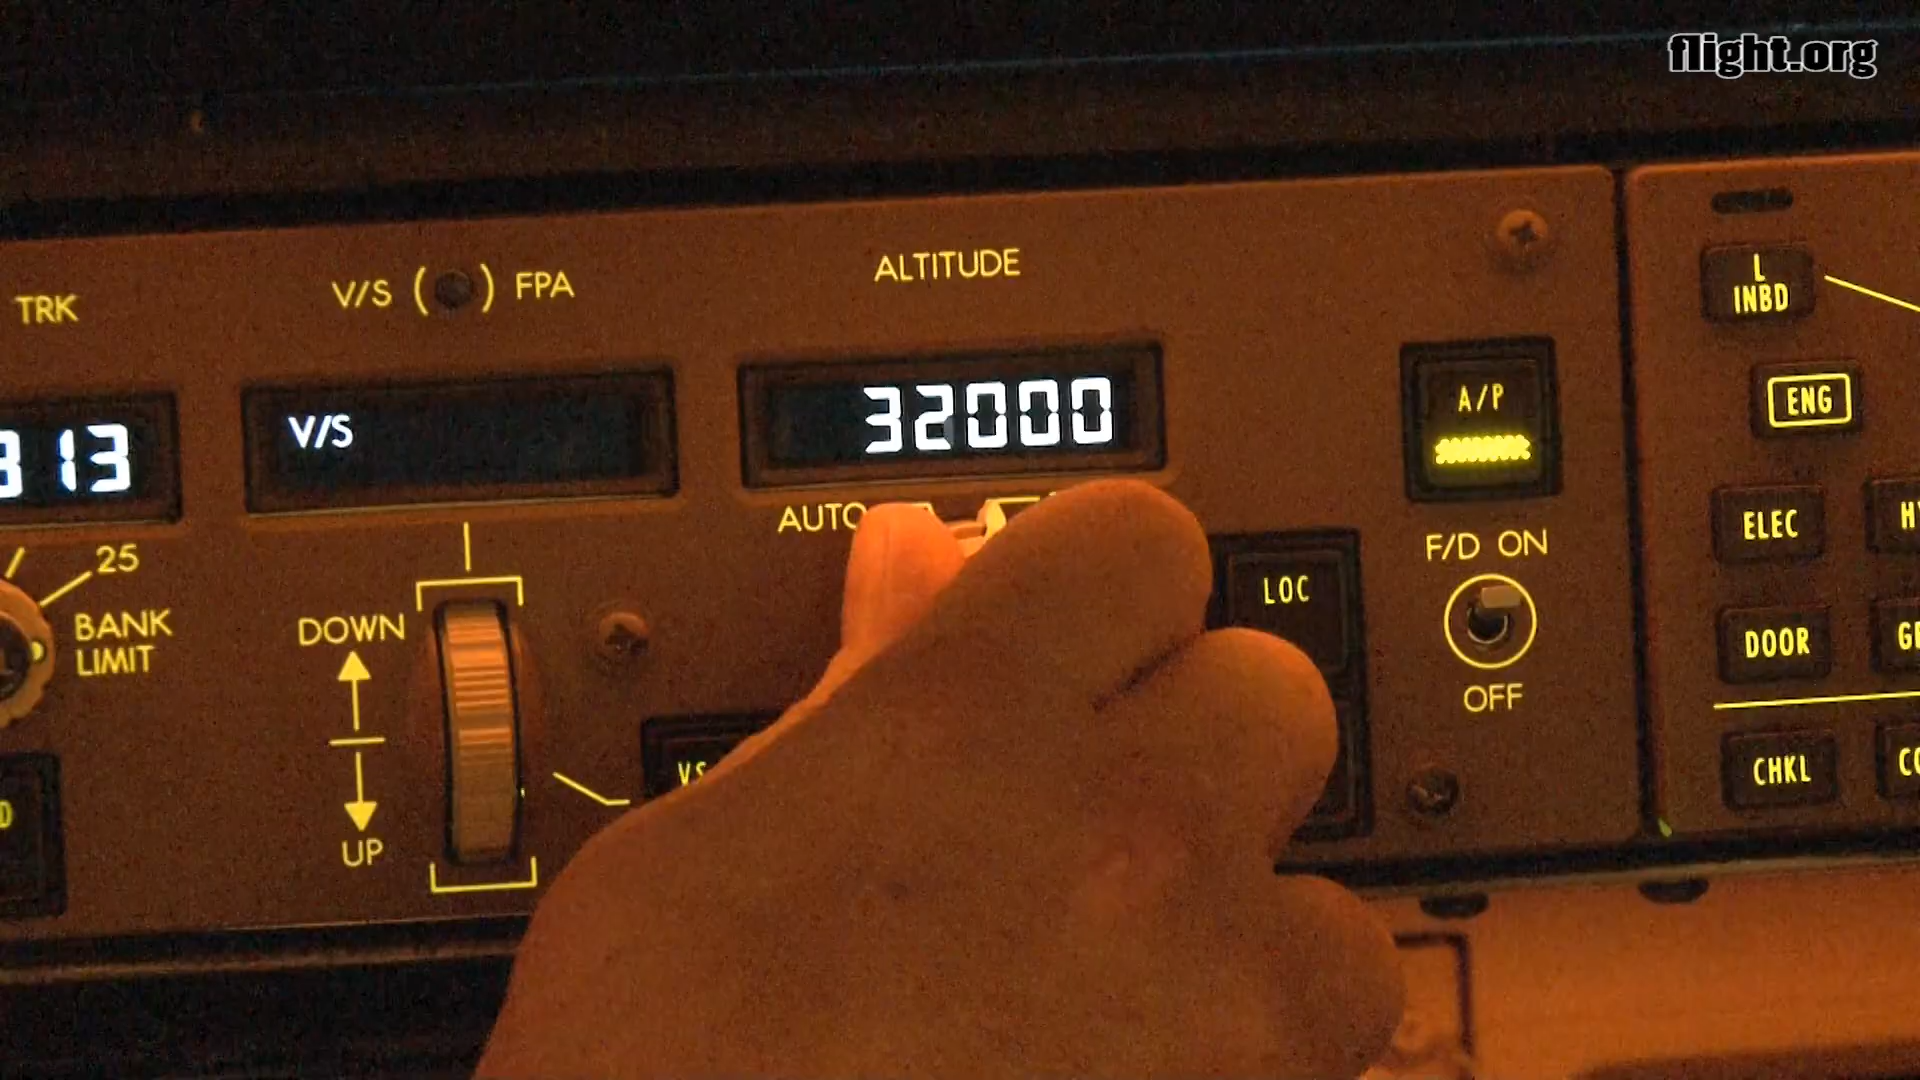 flight.org
TRK
V/S ( ) FPA
ALTITUDE
L
INBD
313
V/S
32000
A/P
ENG
AUTO
25
BANK
LIMIT
DOWN
UP
VS
LOC
F/D ON
OFF
ELEC
DOOR
CHKL